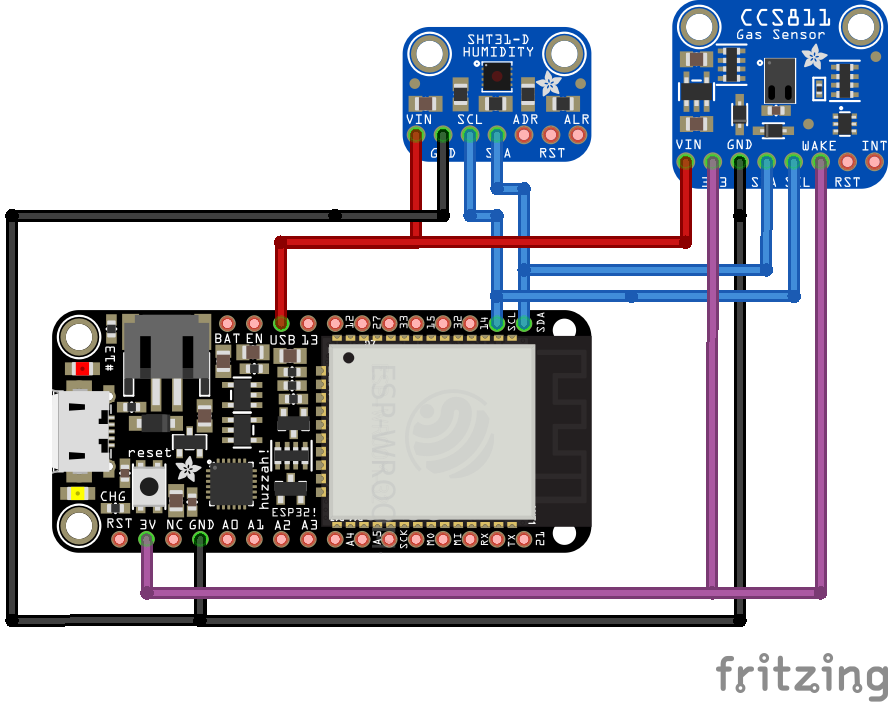 SHT31-D
HUMIDITY
VIN SCL ADR ALR
GND SDA RST
CCS811
Gas Sensor
VIN GND WAKE INT
3V3 SDA SCL RST
BAT EN USB 13 12 27 33 15 32 14 SCL SDA
#13
ESP-WROOM
reset
huzzah!
ESP32!
CHG
RST 3V NC GND A0 A1 A2 A3 A4 A5 SCK MO MI RX TX 21
fritzing